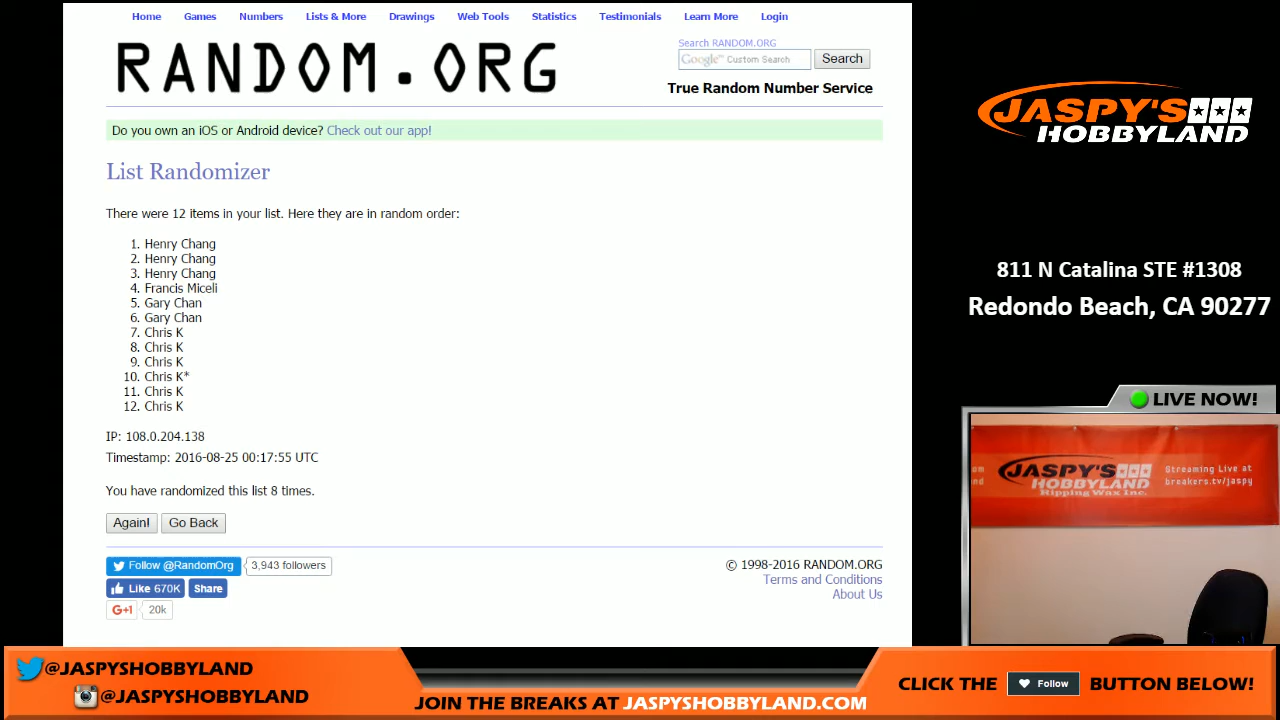 Home Games Numbers Lists & More Drawings Web Tools Statistics Testimonials Learn More Login
RANDOM.ORG
Search RANDOM.ORG
Google™ Custom Search Search
True Random Number Service
Do you own an iOS or Android device? Check out our app!
List Randomizer
There were 12 items in your list. Here they are in random order:
1. Henry Chang
2. Henry Chang
3. Henry Chang
4. Francis Miceli
5. Gary Chan
6. Gary Chan
7. Chris K
8. Chris K
9. Chris K
10. Chris K*
11. Chris K
12. Chris K
IP: 108.0.204.138
Timestamp: 2016-08-25 00:17:55 UTC
You have randomized this list 8 times.
Again! Go Back
Follow @RandomOrg 3,943 followers
Like 670K Share
G+1 20k
© 1998-2016 RANDOM.ORG
Terms and Conditions
About Us
JASPY'S
HOBBYLAND
811 N Catalina STE #1308
Redondo Beach, CA 90277
LIVE NOW!
JASPY'S
HOBBYLAND
Ripping Wax Inc.
Streaming Live at
breakers.tv/jaspy
@JASPYSHOBBYLAND
@JASPYSHOBBYLAND
JOIN THE BREAKS AT JASPYSHOBBYLAND.COM
CLICK THE Follow BUTTON BELOW!